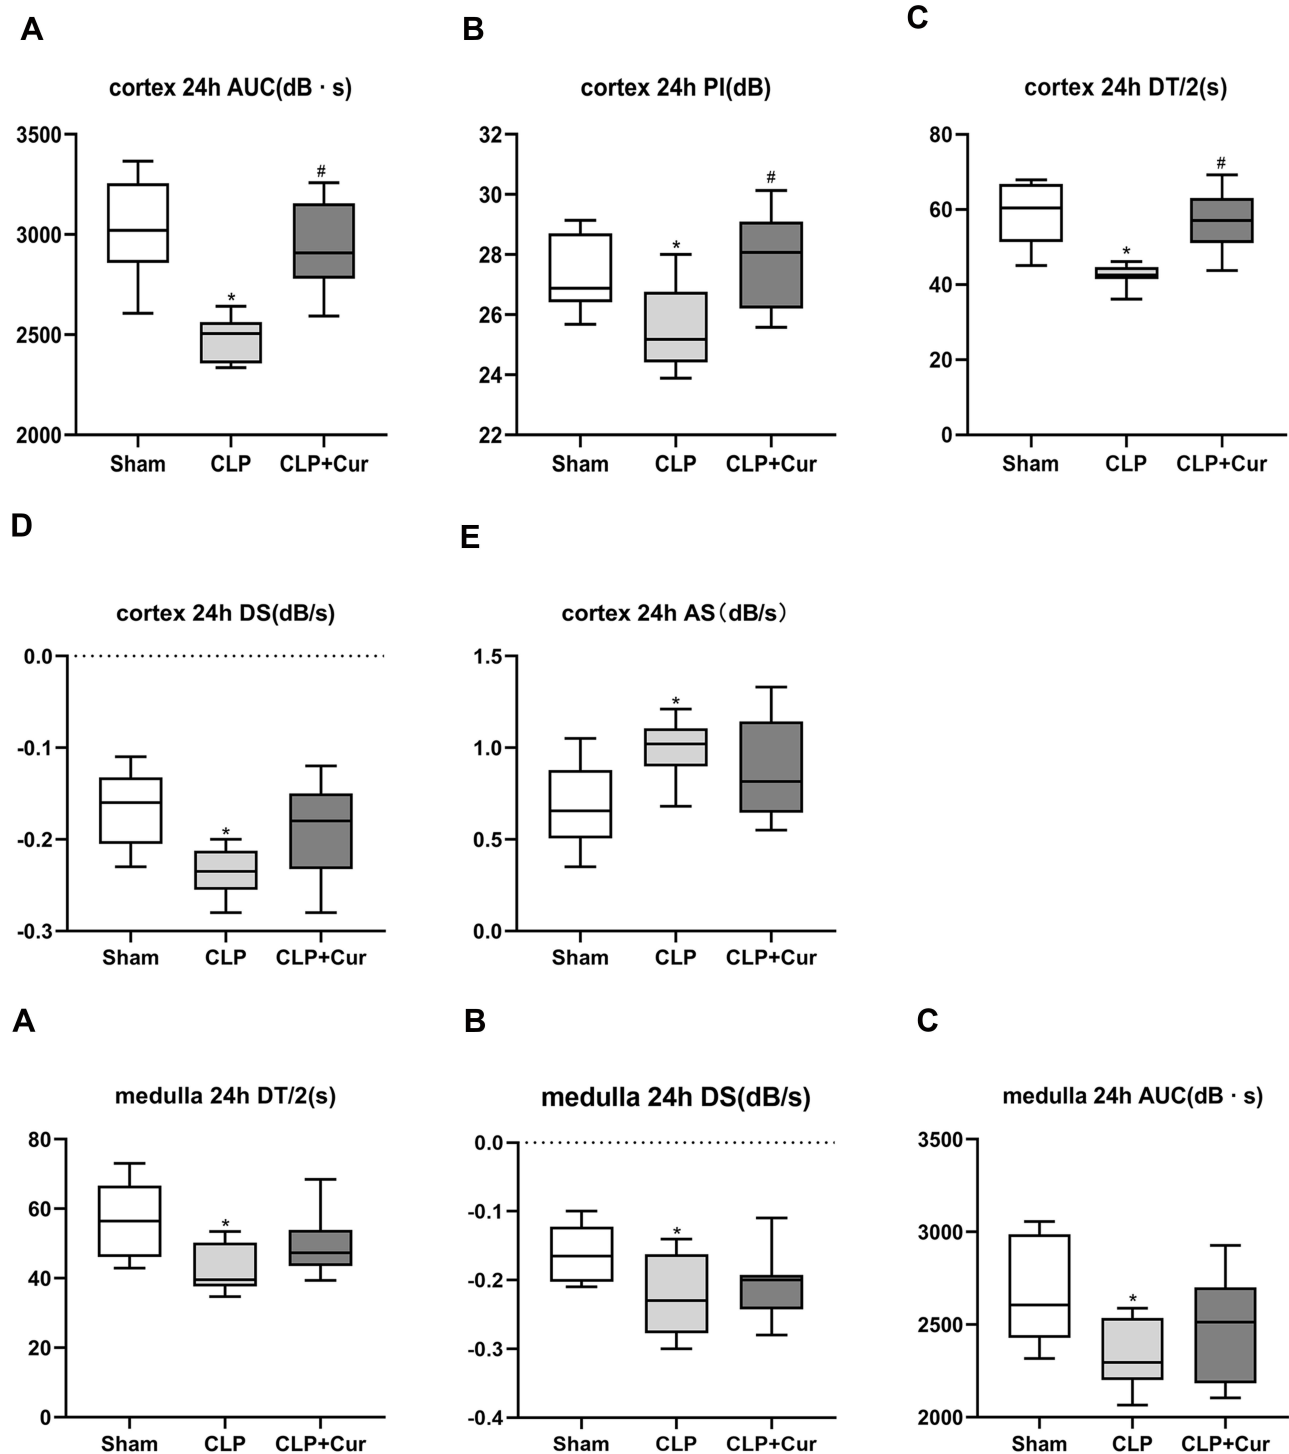 A
cortex 24h AUC(dB · s)
3500
3000
2500
2000
*
#
Sham CLP CLP+Cur
B
cortex 24h PI(dB)
32
30
28
26
24
22
*
#
Sham CLP CLP+Cur
C
cortex 24h DT/2(s)
80
60
40
20
0
*
#
Sham CLP CLP+Cur
D
cortex 24h DS(dB/s)
0.0
-0.1
-0.2
-0.3
*
Sham CLP CLP+Cur
E
cortex 24h AS（dB/s）
1.5
1.0
0.5
0.0
*
Sham CLP CLP+Cur
A
medulla 24h DT/2(s)
80
60
40
20
0
*
Sham CLP CLP+Cur
B
medulla 24h DS(dB/s)
0.0
-0.1
-0.2
-0.3
-0.4
*
Sham CLP CLP+Cur
C
medulla 24h AUC(dB · s)
3500
3000
2500
2000
*
Sham CLP CLP+Cur